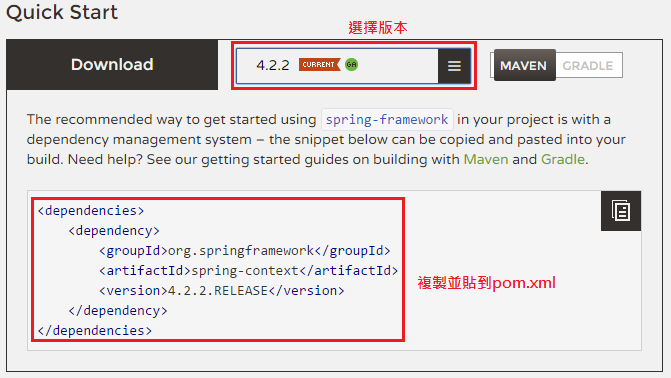 Quick Start
選擇版本
Download
4.2.2 CURRENT GA
MAVEN GRADLE
The recommended way to get started using spring-framework in your project is with a
dependency management system – the snippet below can be copied and pasted into your
build. Need help? See our getting started guides on building with Maven and Gradle.
<dependencies>
    <dependency>
        <groupId>org.springframework</groupId>
        <artifactId>spring-context</artifactId>
        <version>4.2.2.RELEASE</version>
    </dependency>
</dependencies>
複製並貼到pom.xml